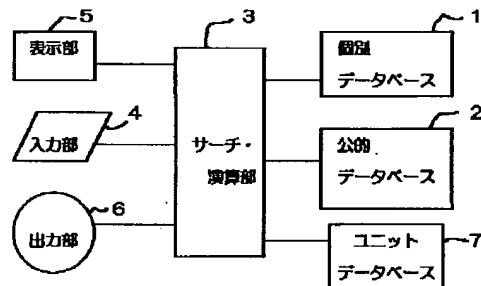 5
表示部
4
入力部
6
出力部
3
サーチ・
演算部
1
個別
データベース
2
公的
データベース
ユニット
データベース
7